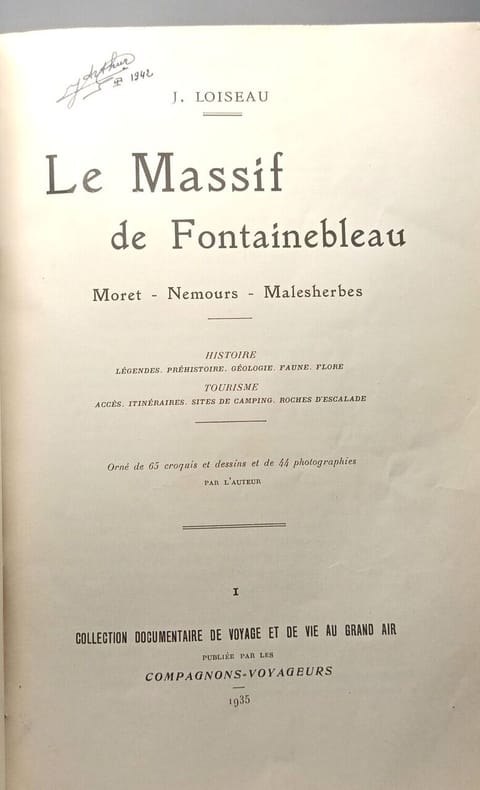 J Arthur
1942
J. LOISEAU
Le Massif
de Fontainebleau
Moret - Nemours - Malesherbes
HISTOIRE
LÉGENDES. PRÉHISTOIRE. GÉOLOGIE. FAUNE. FLORE
TOURISME
ACCÈS. ITINÉRAIRES. SITES DE CAMPING. ROCHES D'ESCALADE
Orné de 65 croquis et dessins et de 44 photographies
PAR L'AUTEUR
I
COLLECTION DOCUMENTAIRE DE VOYAGE ET DE VIE AU GRAND AIR
PUBLIÉE PAR LES
COMPAGNONS-VOYAGEURS
1935